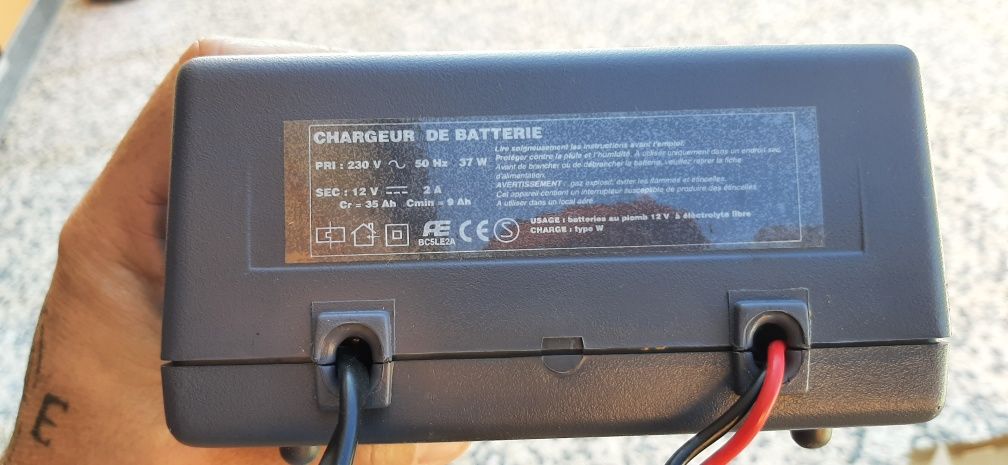 CHARGEUR DE BATTERIE
PRI : 230 V ~ 50 Hz 37 W
SEC : 12 V ⎓ 2 A
Cr = 35 Ah Cmin = 9 Ah
BC5LE2A
CE
S
Lire soigneusement les instructions avant l'emploi.
Protéger contre la pluie et l'humidité. A utiliser uniquement dans un endroit sec.
Avant de brancher ou de débrancher la batterie, veuillez retirer la fiche
d'alimentation.
AVERTISSEMENT : gaz explosif, éviter les flammes et étincelles.
Cet appareil contient un interrupteur susceptible de produire des étincelles.
A utiliser dans un local aéré.
USAGE : batteries au plomb 12 V à électrolyte libre
CHARGE : type W
E